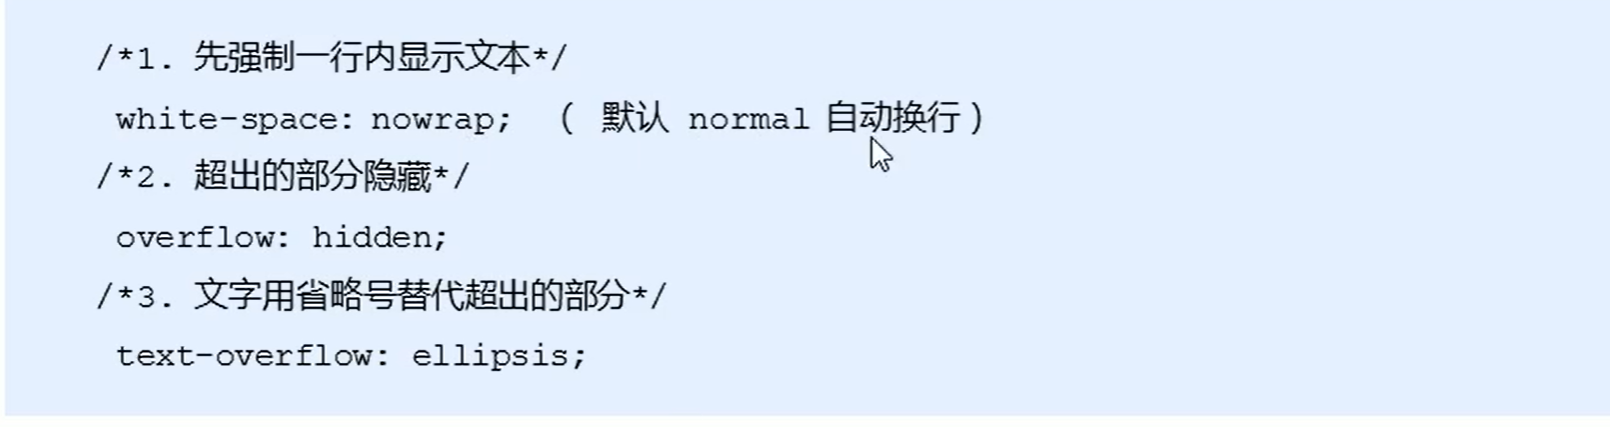 /*1. 先强制一行内显示文本*/
white-space: nowrap; ( 默认 normal 自动换行)
/*2. 超出的部分隐藏*/
overflow: hidden;
/*3. 文字用省略号替代超出的部分*/
text-overflow: ellipsis;